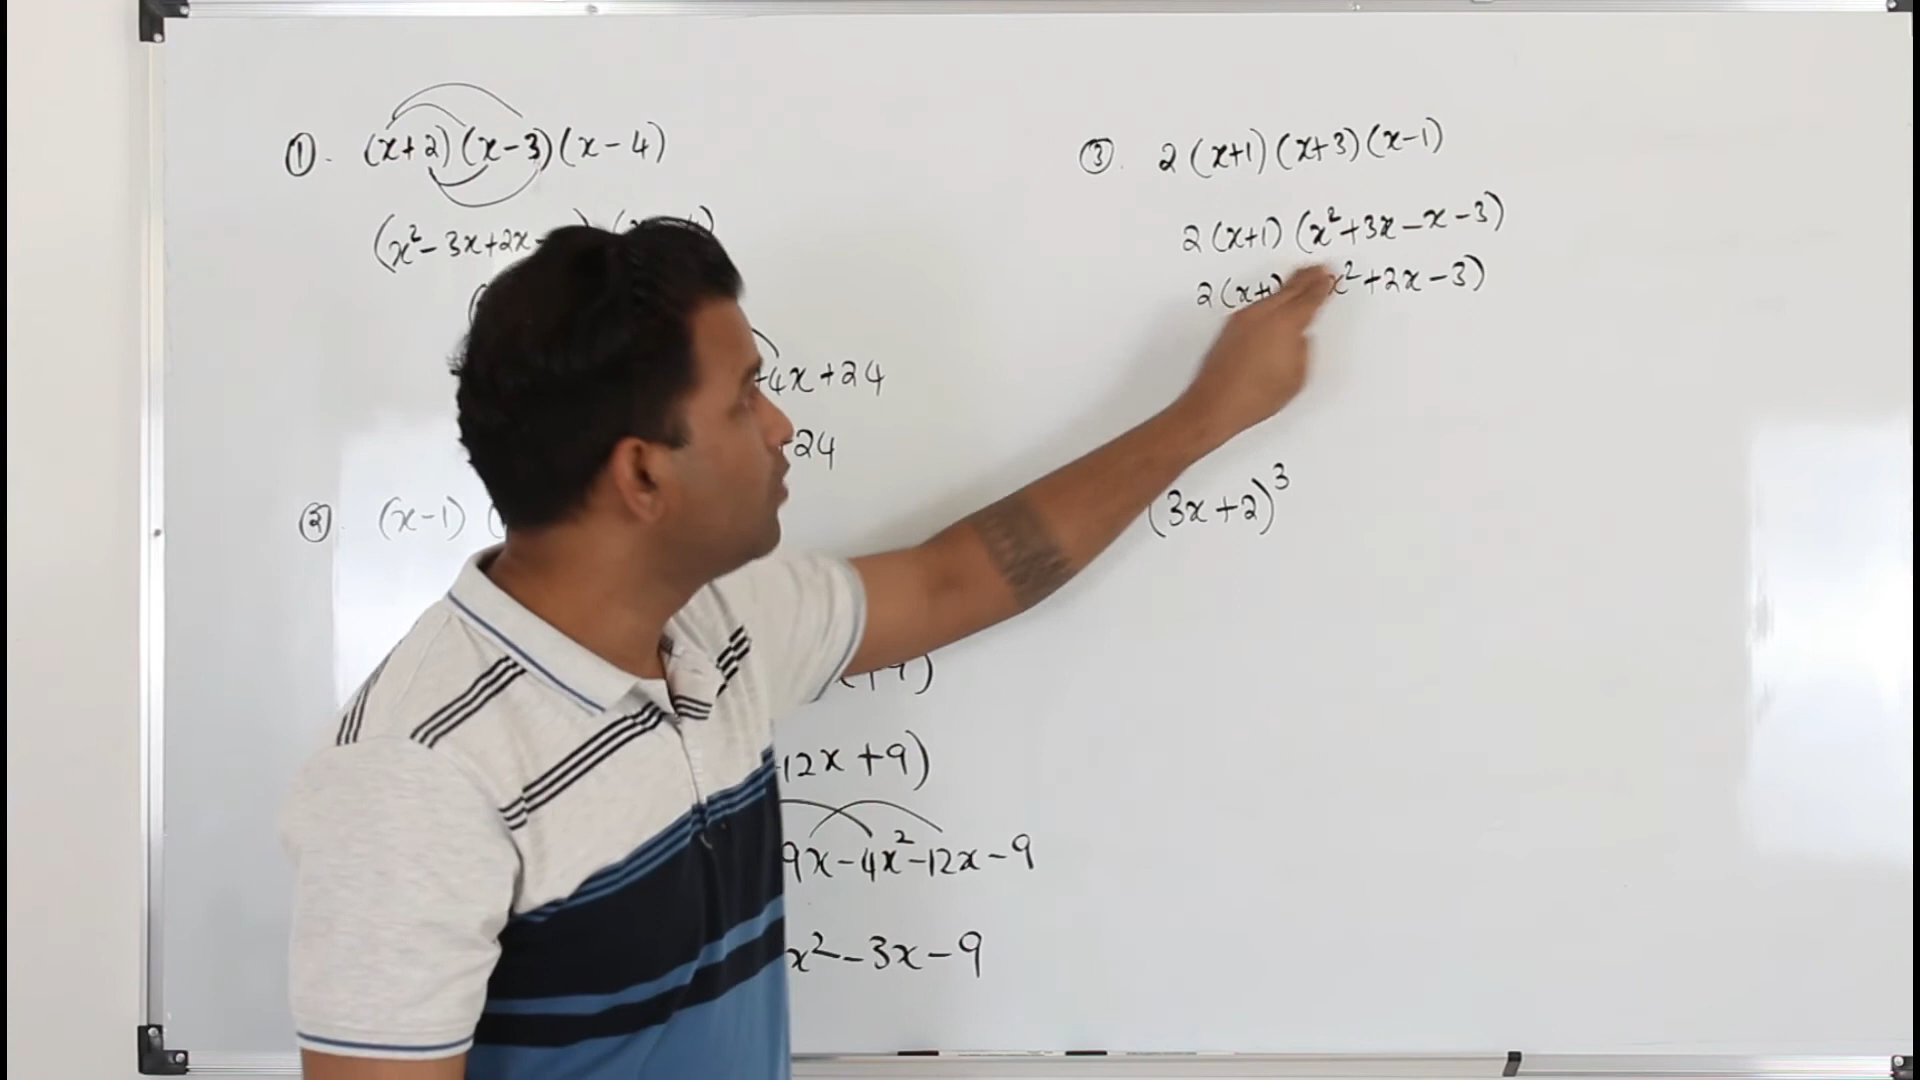 ① (x+2)(x-3)(x-4)
(x²-3x+2x-
+4x+24
+24
② (x-1) (
+9)
12x+9)
9x-4x²-12x-9
x²-3x-9
③ 2(x+1)(x+3)(x-1)
2(x+1)(x²+3x-x-3)
2(x+1) x²+2x-3)
(3x+2)³